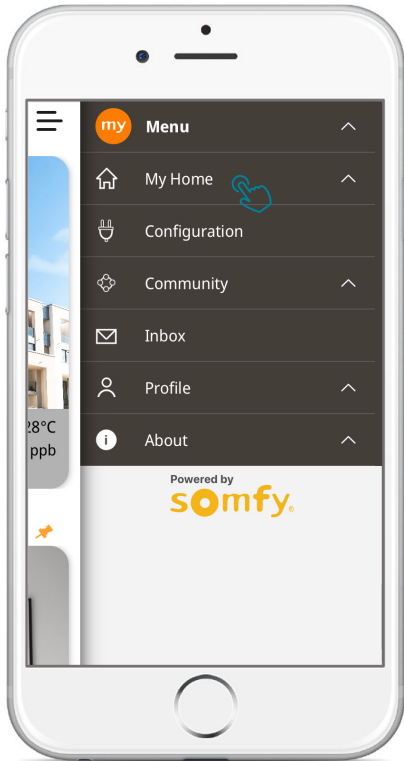 my Menu
My Home
Configuration
Community
Inbox
Profile
i About
28°C
ppb
Powered by
somfy®